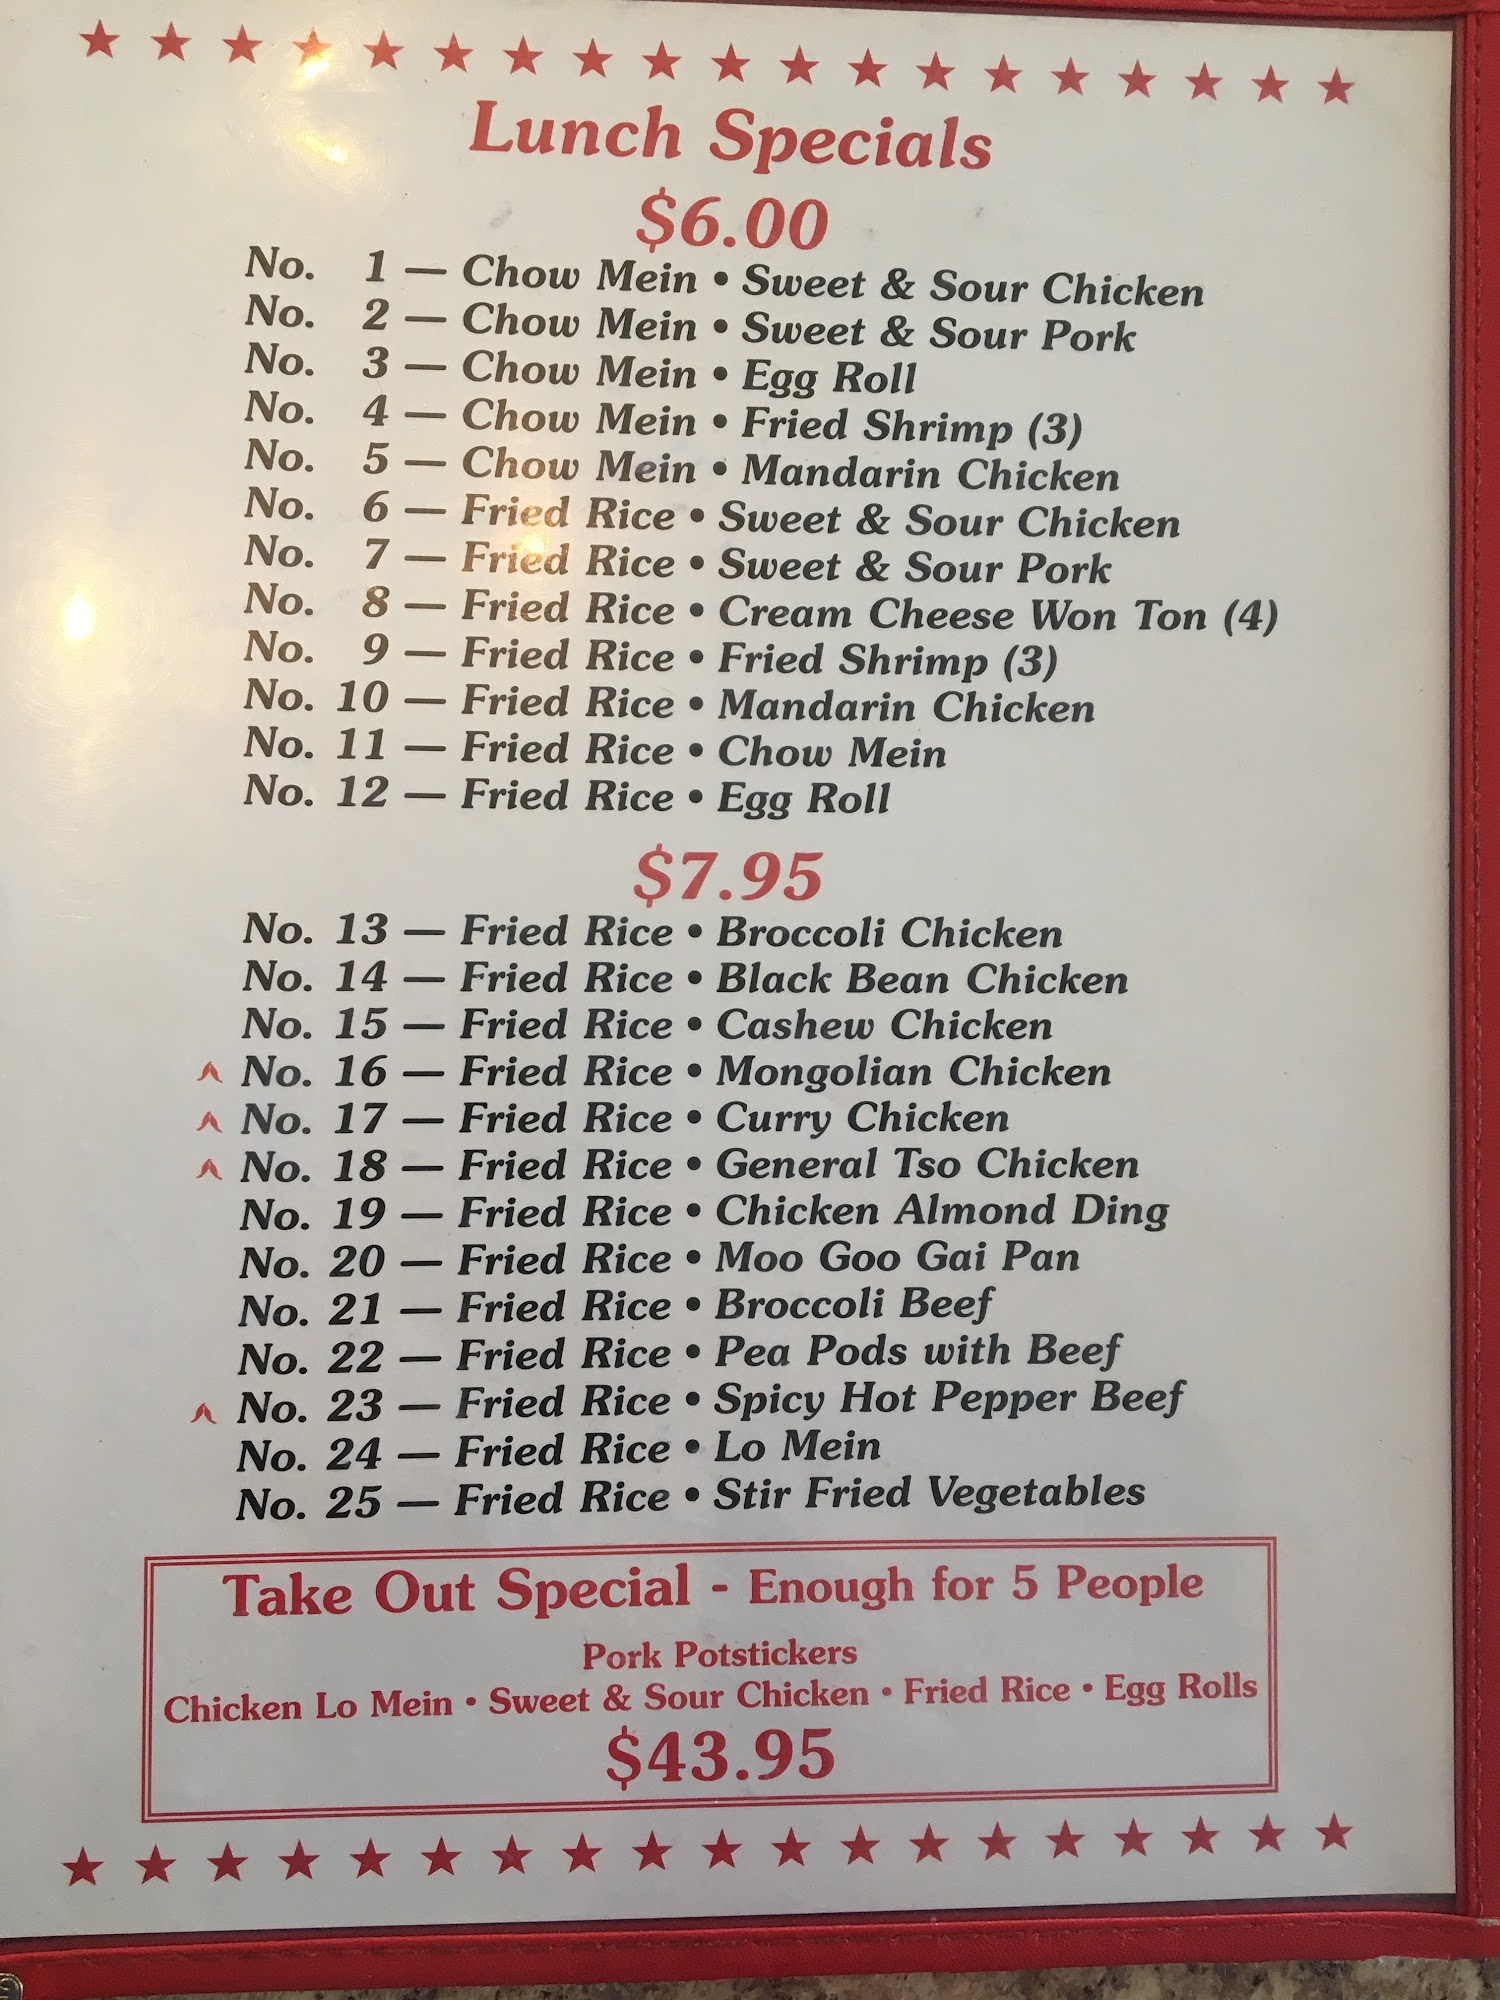 Lunch Specials
$6.00
No. 1 — Chow Mein • Sweet & Sour Chicken
No. 2 — Chow Mein • Sweet & Sour Pork
No. 3 — Chow Mein • Egg Roll
No. 4 — Chow Mein • Fried Shrimp (3)
No. 5 — Chow Mein • Mandarin Chicken
No. 6 — Fried Rice • Sweet & Sour Chicken
No. 7 — Fried Rice • Sweet & Sour Pork
No. 8 — Fried Rice • Cream Cheese Won Ton (4)
No. 9 — Fried Rice • Fried Shrimp (3)
No. 10 — Fried Rice • Mandarin Chicken
No. 11 — Fried Rice • Chow Mein
No. 12 — Fried Rice • Egg Roll
$7.95
No. 13 — Fried Rice • Broccoli Chicken
No. 14 — Fried Rice • Black Bean Chicken
No. 15 — Fried Rice • Cashew Chicken
No. 16 — Fried Rice • Mongolian Chicken
No. 17 — Fried Rice • Curry Chicken
No. 18 — Fried Rice • General Tso Chicken
No. 19 — Fried Rice • Chicken Almond Ding
No. 20 — Fried Rice • Moo Goo Gai Pan
No. 21 — Fried Rice • Broccoli Beef
No. 22 — Fried Rice • Pea Pods with Beef
No. 23 — Fried Rice • Spicy Hot Pepper Beef
No. 24 — Fried Rice • Lo Mein
No. 25 — Fried Rice • Stir Fried Vegetables
Take Out Special - Enough for 5 People
Pork Potstickers
Chicken Lo Mein • Sweet & Sour Chicken • Fried Rice • Egg Rolls
$43.95